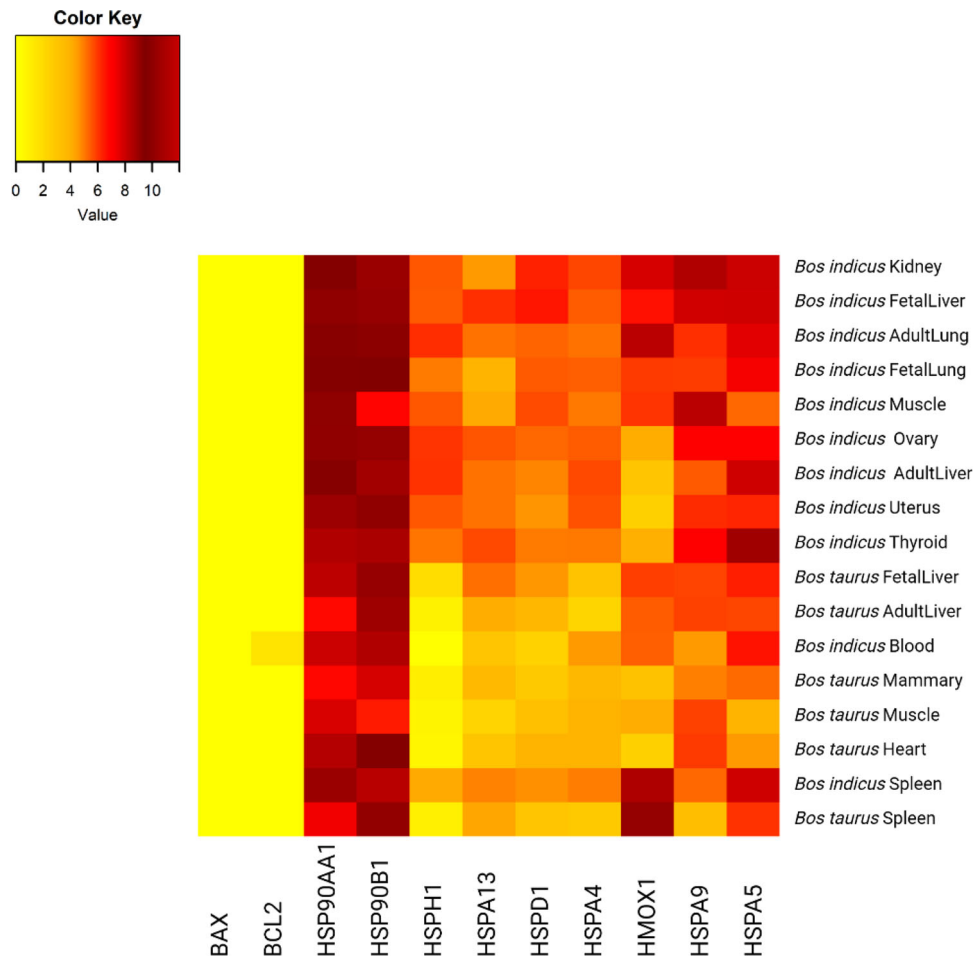 Color Key
0 2 4 6 8 10
Value
Bos indicus Kidney
Bos indicus FetalLiver
Bos indicus AdultLung
Bos indicus FetalLung
Bos indicus Muscle
Bos indicus Ovary
Bos indicus AdultLiver
Bos indicus Uterus
Bos indicus Thyroid
Bos taurus FetalLiver
Bos taurus AdultLiver
Bos indicus Blood
Bos taurus Mammary
Bos taurus Muscle
Bos taurus Heart
Bos indicus Spleen
Bos taurus Spleen
BAX
BCL2
HSP90AA1
HSP90B1
HSPH1
HSPA13
HSPD1
HSPA4
HMOX1
HSPA9
HSPA5